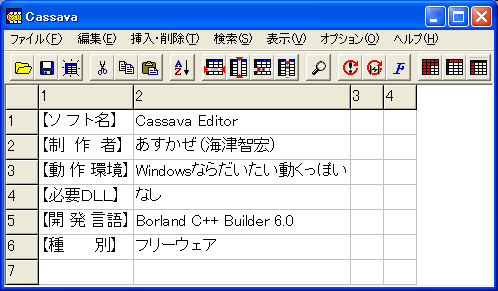 Cassava
ファイル(F) 編集(E) 挿入・削除(T) 検索(S) 表示(V) オプション(O) ヘルプ(H)
1 2 3 4
1 【ソ フト名】 Cassava Editor
2 【制 作 者】 あすかぜ(海津智宏)
3 【動 作 環境】 Windowsならだいたい動くっぽい
4 【必要DLL】 なし
5 【開 発 言語】 Borland C++ Builder 6.0
6 【種 別】 フリーウェア
7